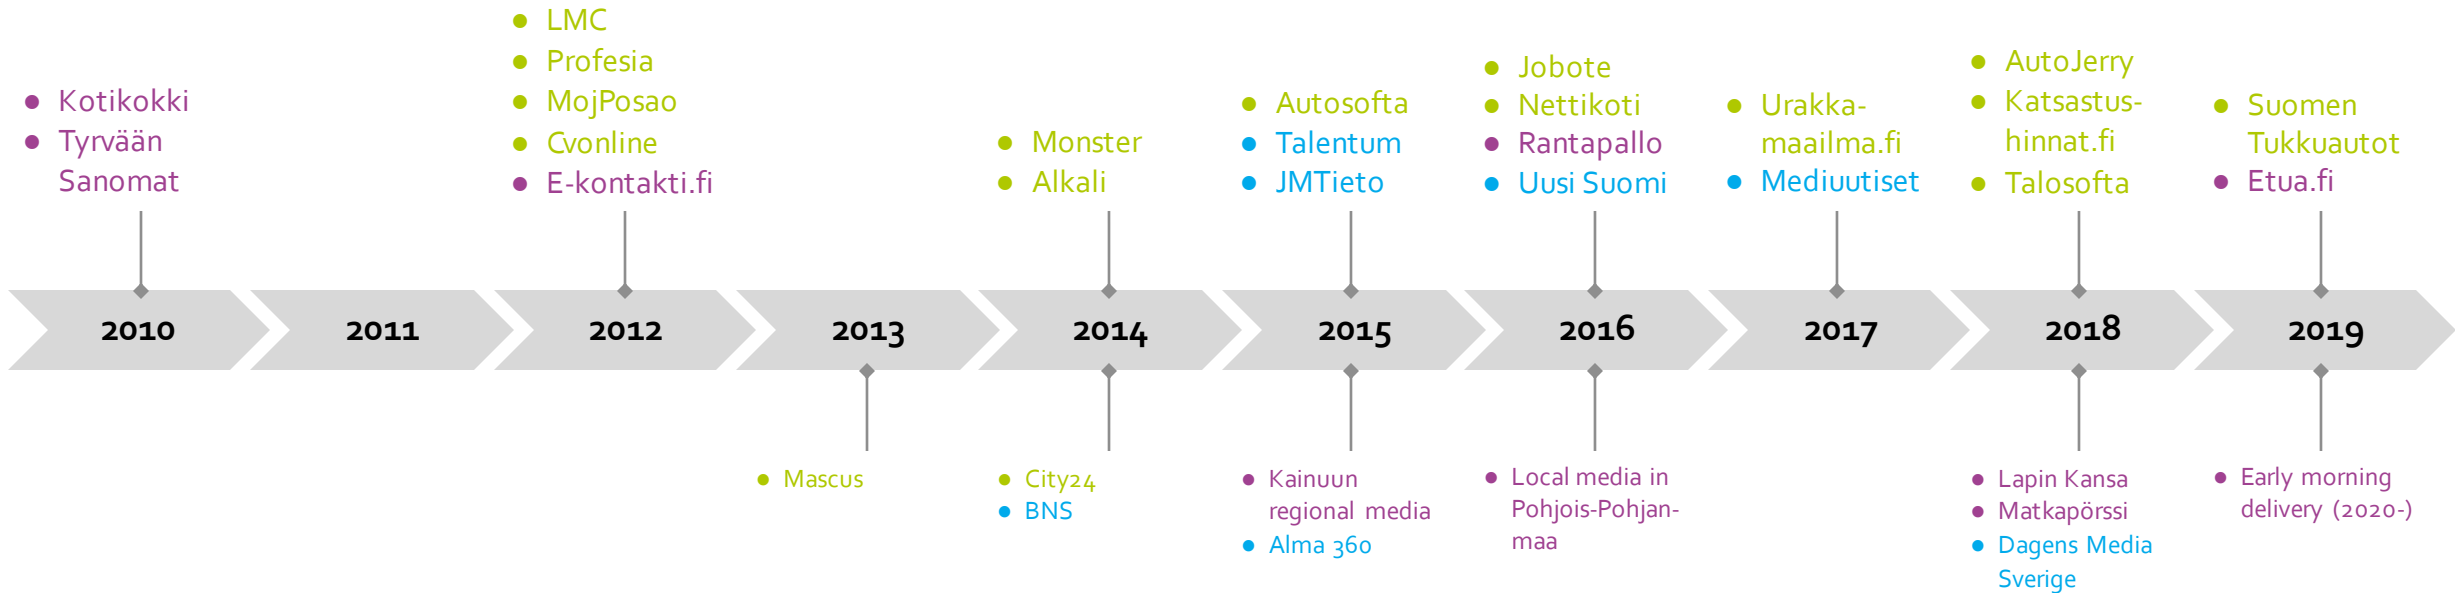 Kotikokki
Tyrvään
Sanomat
LMC
Profesia
MojPosao
Cvonline
E-kontakti.fi
Monster
Alkali
Autosofta
Talentum
JMTieto
Jobote
Nettikoti
Rantapallo
Uusi Suomi
Urakka-
maailma.fi
Mediuutiset
AutoJerry
Katsastus-
hinnat.fi
Talosofta
Suomen
Tukkuautot
Etua.fi
2010
2011
2012
2013
2014
2015
2016
2017
2018
2019
Mascus
City24
BNS
Kainuun
regional media
Alma 360
Local media in
Pohjois-Pohjan-
maa
Lapin Kansa
Matkapörssi
Dagens Media
Sverige
Early morning
delivery (2020-)